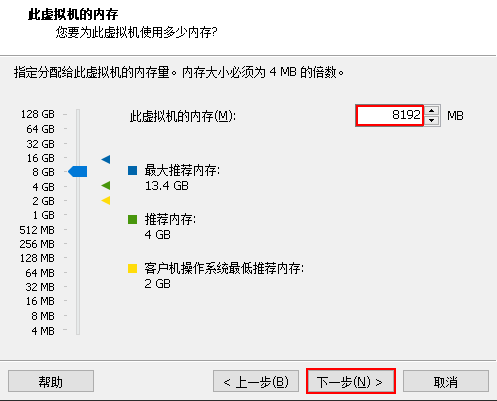 此虚拟机的内存
您要为此虚拟机使用多少内存?
指定分配给此虚拟机的内存量。内存大小必须为 4 MB 的倍数。
此虚拟机的内存(M): 8192 MB
128 GB
64 GB
32 GB
16 GB
8 GB
4 GB
2 GB
1 GB
512 MB
256 MB
128 MB
64 MB
32 MB
16 MB
8 MB
4 MB
最大推荐内存:
13.4 GB
推荐内存:
4 GB
客户机操作系统最低推荐内存:
2 GB
帮助 < 上一步(B) 下一步(N) > 取消